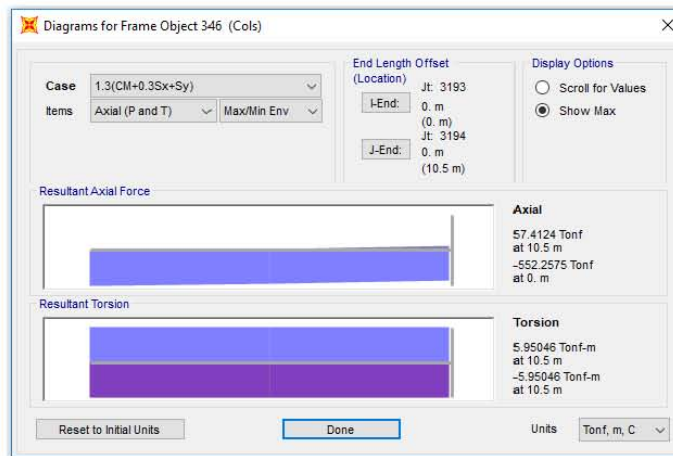 Diagrams for Frame Object 346 (Cols)
Case 1.3(CM+0.3Sx+Sy)
Items Axial (P and T) Max/Min Env
End Length Offset
(Location)
I-End: Jt: 3193
0. m
(0. m)
J-End: Jt: 3194
0. m
(10.5 m)
Display Options
Scroll for Values
Show Max
Resultant Axial Force
Axial
57.4124 Tonf
at 10.5 m
-552.2575 Tonf
at 0. m
Resultant Torsion
Torsion
5.95046 Tonf-m
at 10.5 m
-5.95046 Tonf-m
at 10.5 m
Reset to Initial Units
Done
Units Tonf, m, C